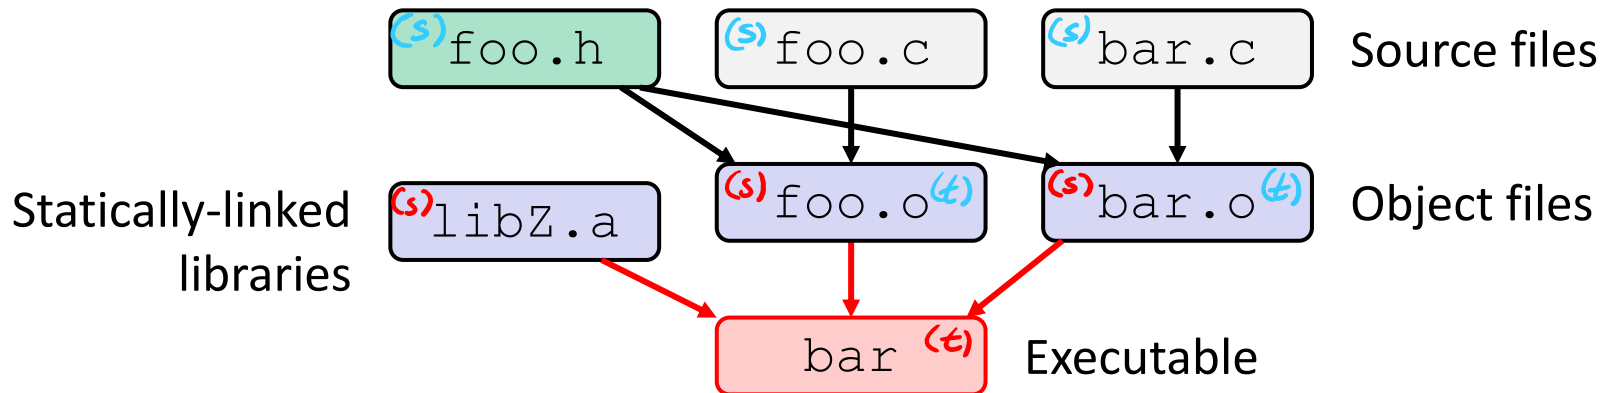 (s) foo.h
(s) foo.c
(s) bar.c
Source files
Statically-linked
libraries
(s) libZ.a
(s) foo.o (t)
(s) bar.o (t)
Object files
bar (t)
Executable